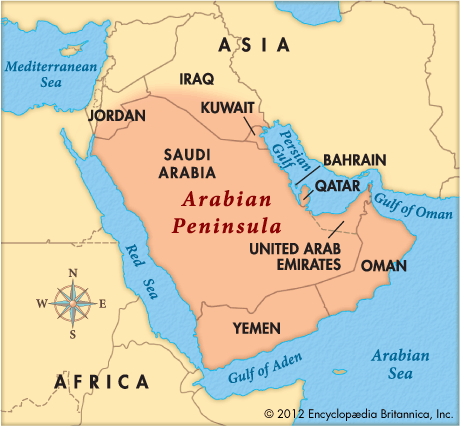 ASIA
Mediterranean
Sea
IRAQ
JORDAN
KUWAIT
SAUDI
ARABIA
Persian
Gulf
BAHRAIN
QATAR
Arabian
Peninsula
Gulf of Oman
UNITED ARAB
EMIRATES
OMAN
Red Sea
N
W
E
S
YEMEN
AFRICA
Gulf of Aden
Arabian
Sea
© 2012 Encyclopædia Britannica, Inc.